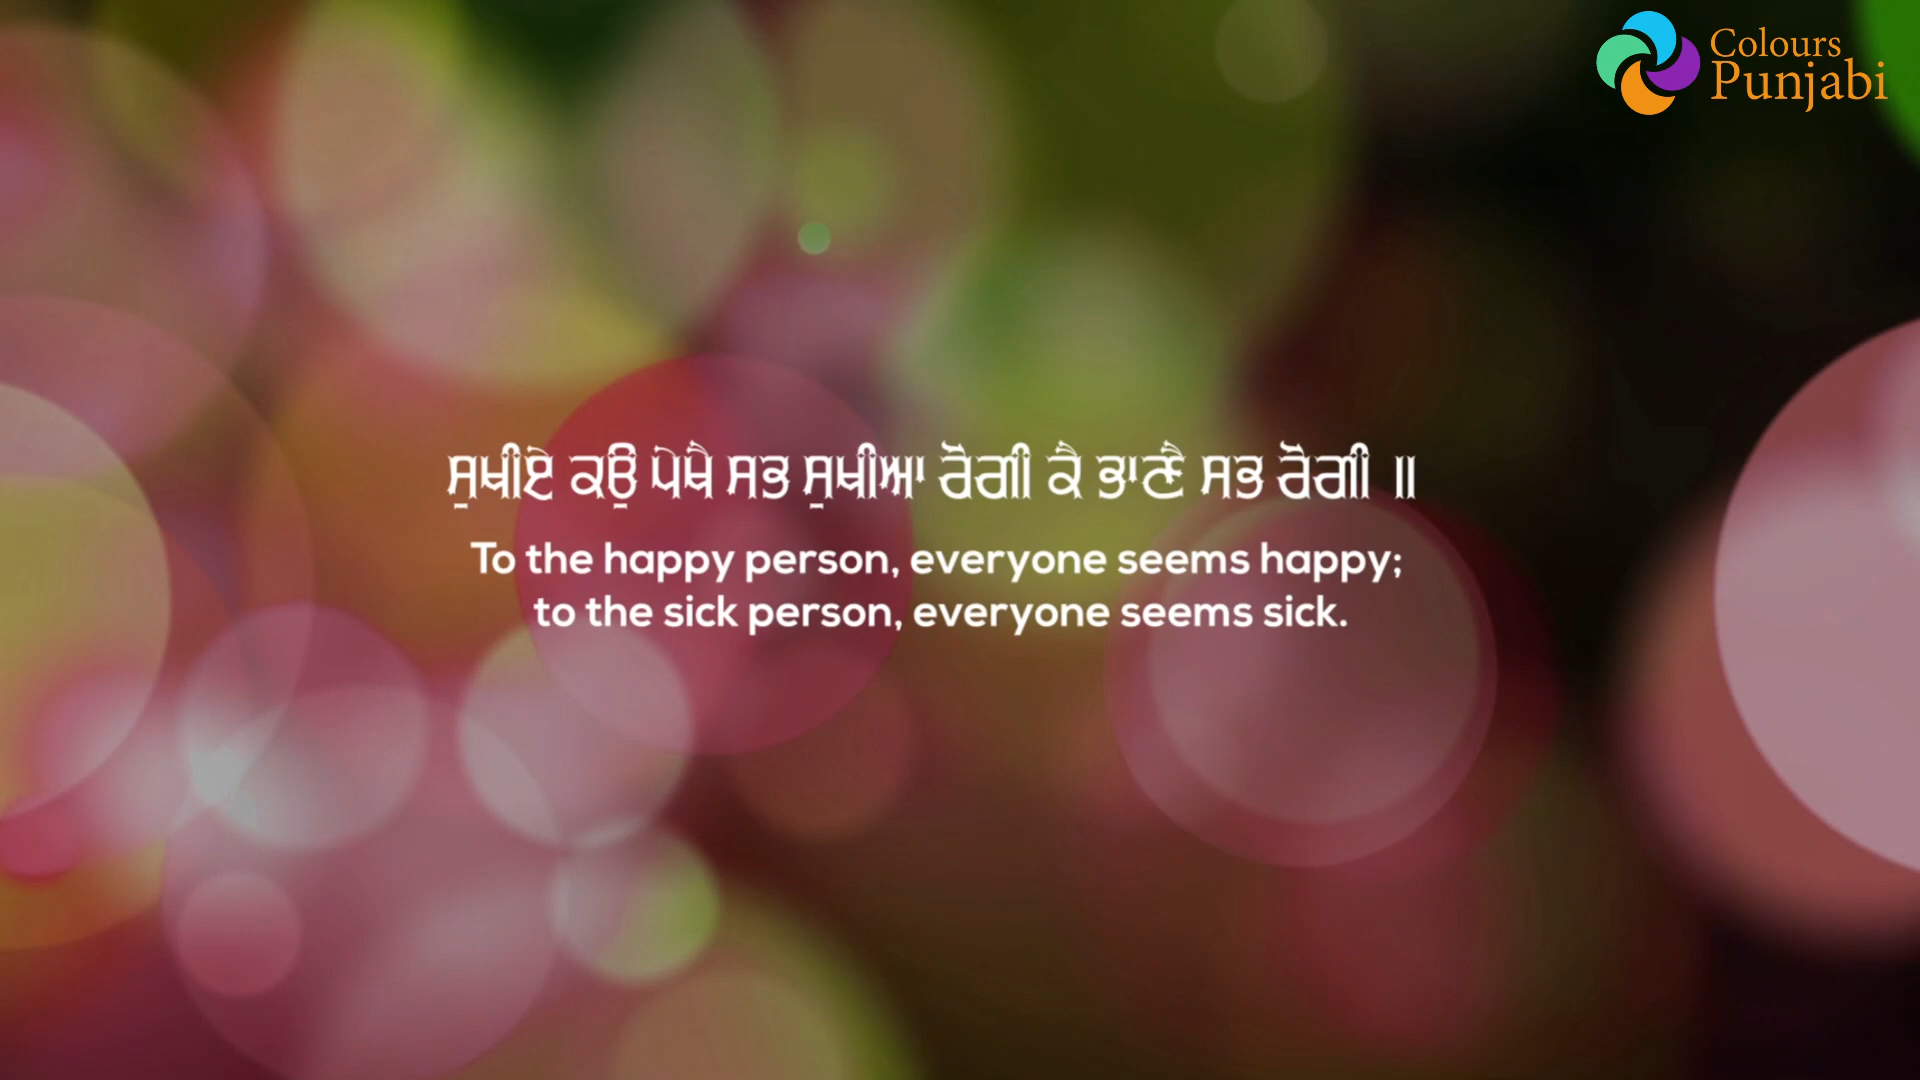 Colours
Punjabi
ਸੁਖੀਏ ਕਉ ਪੇਖੈ ਸਭ ਸੁਖੀਆ ਰੋਗੀ ਕੈ ਭਾਣੈ ਸਭ ਰੋਗੀ ॥
To the happy person, everyone seems happy;
to the sick person, everyone seems sick.